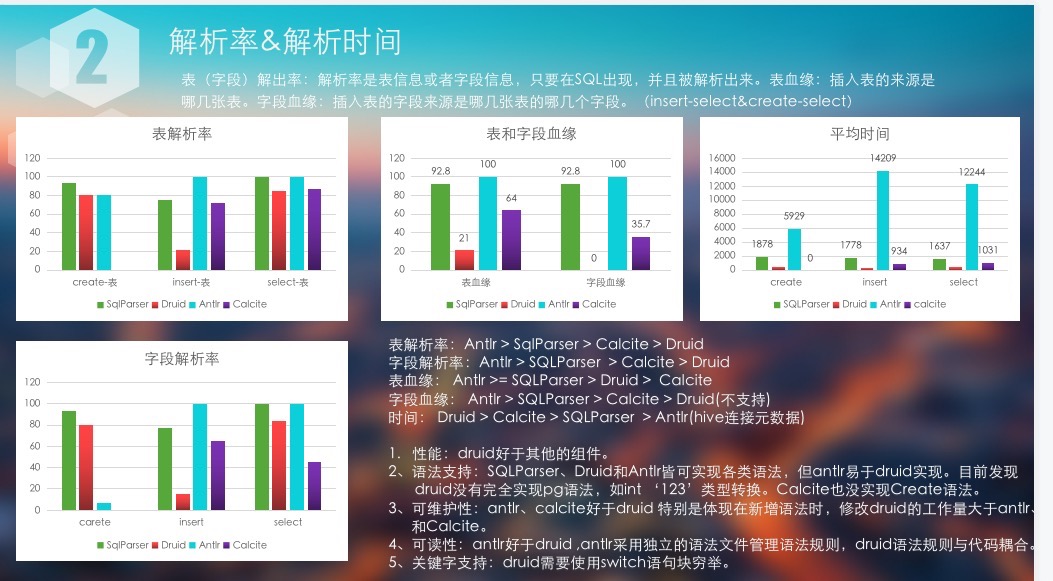 2
解析率&解析时间
表（字段）解出率：解析率是表信息或者字段信息，只要在SQL出现，并且被解析出来。表血缘：插入表的来源是
哪几张表。字段血缘：插入表的字段来源是哪几张表的哪几个字段。（insert-select&create-select）
表解析率
120
100
80
60
40
20
0
create-表 insert-表 select-表
SqlParser Druid Antlr Calcite
表和字段血缘
120
100
80
60
40
20
0
92.8 21 100 64 92.8 0 100 35.7
表血缘 字段血缘
SqlParser Druid Antlr Calcite
平均时间
16000
14000
12000
10000
8000
6000
4000
2000
0
1878 5929 0 1778 14209 934 1637 12244 1031
create insert select
SQLParser Druid Antlr calcite
字段解析率
120
100
80
60
40
20
0
carete insert select
SqlParser Druid Antlr Calcite
表解析率：Antlr > SqlParser > Calcite > Druid
字段解析率：Antlr > SQLParser > Calcite > Druid
表血缘： Antlr >= SQLParser > Druid > Calcite
字段血缘： Antlr > SQLParser > Calcite > Druid(不支持)
时间： Druid > Calcite > SQLParser > Antlr(hive连接元数据)
1. 性能：druid好于其他的组件。
2、语法支持：SQLParser、Druid和Antlr皆可实现各类语法，但antlr易于druid实现。目前发现
druid没有完全实现pg语法，如int ‘123’类型转换。Calcite也没实现Create语法。
3、可维护性：antlr、calcite好于druid 特别是体现在新增语法时，修改druid的工作量大于antlr、
和Calcite。
4、可读性：antlr好于druid ,antlr采用独立的语法文件管理语法规则，druid语法规则与代码耦合。
5、关键字支持：druid需要使用switch语句块穷举。